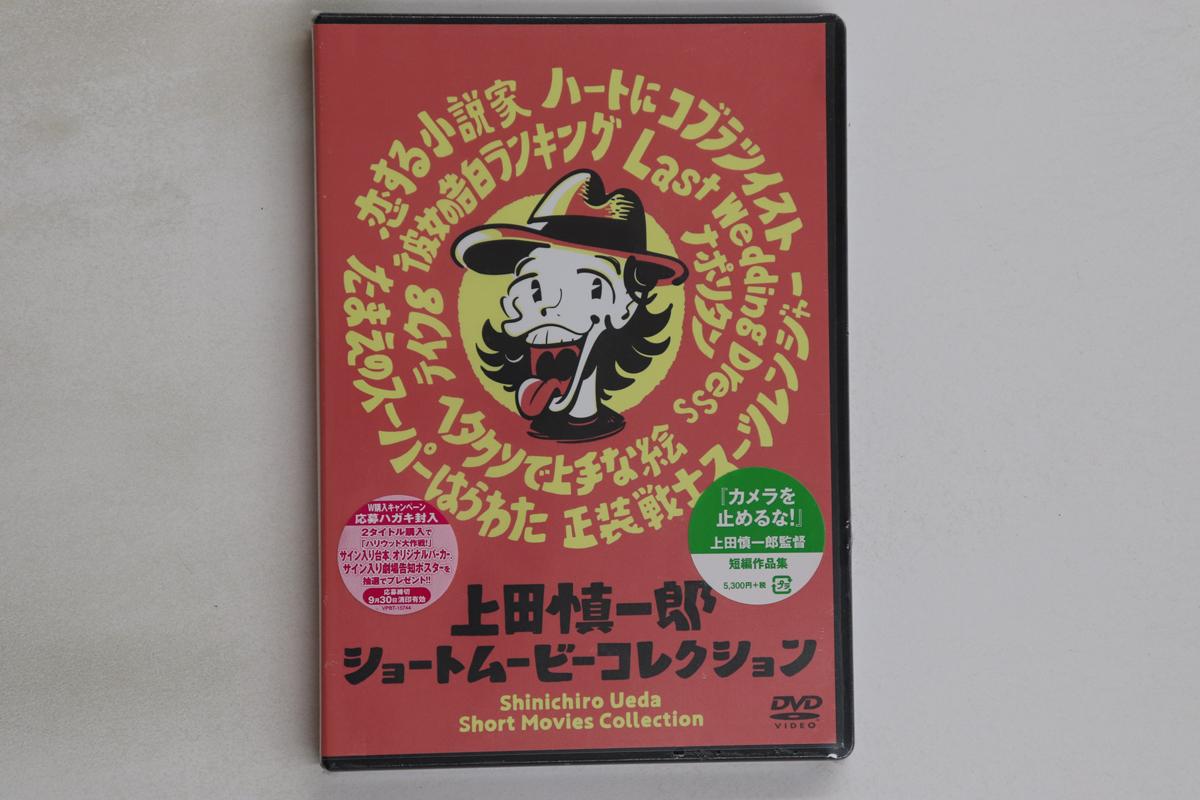 恋する小説家
ハートにコブラツイスト
彼女の告白ランキング
Last Wedding Dress
ナポリタン
テイク8
たまえのスーパーはらわた
ヘタクソで上手な絵
正装戦士スーツレンジャー
W購入キャンペーン
応募ハガキ封入
2タイトル購入で
「ハリウッド大作戦!」
サイン入り台本、オリジナルパーカー、
サイン入り劇場告知ポスターを
抽選でプレゼント!!
応募締切
9月30日消印有効
VPBT-15744
『カメラを
止めるな!』
上田慎一郎監督
短編作品集
5,300円+税
上田慎一郎
ショートムービーコレクション
Shinichiro Ueda
Short Movies Collection
DVD
VIDEO